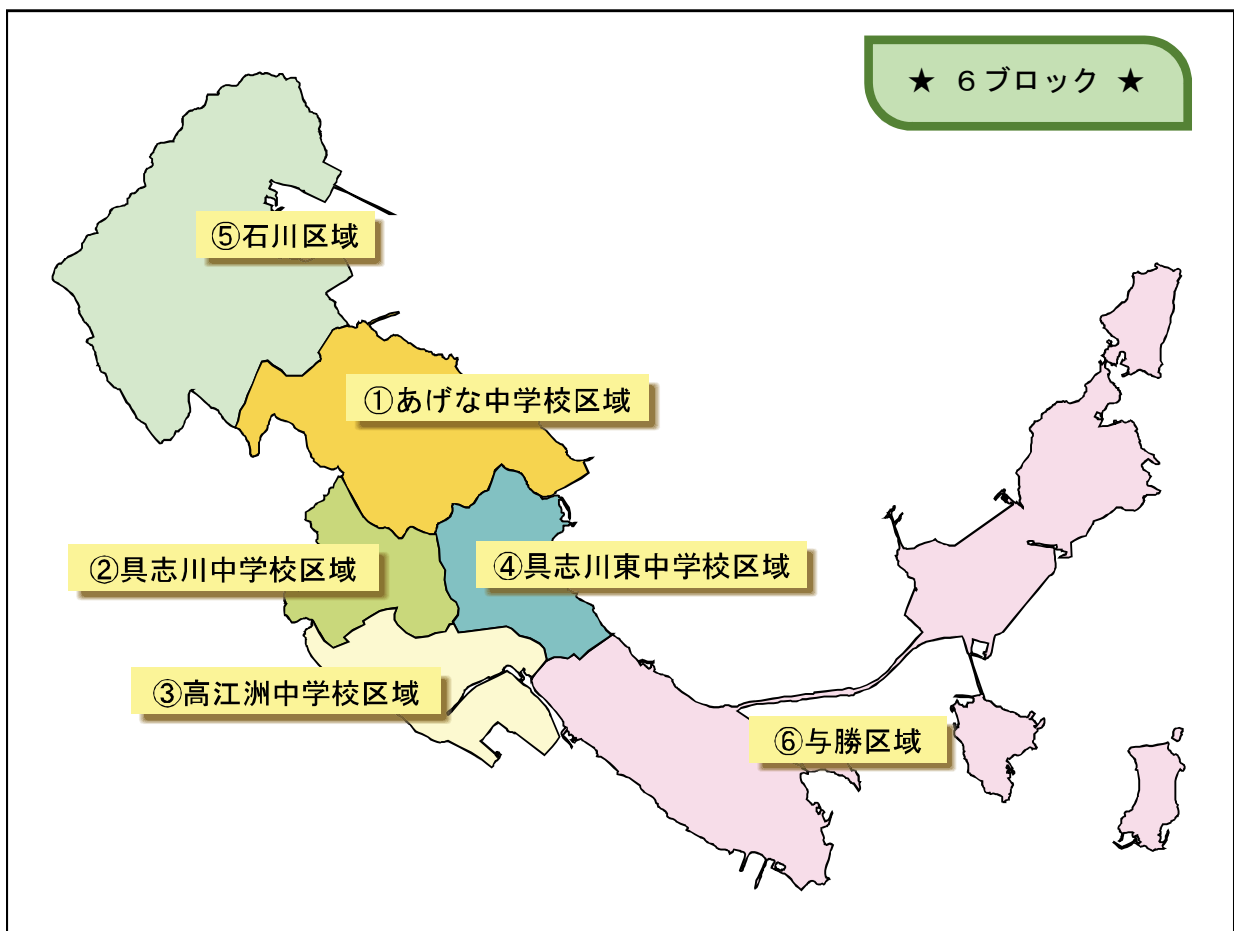 ★ 6ブロック ★
⑤石川区域
①あげな中学校区域
②具志川中学校区域
④具志川東中学校区域
③高江洲中学校区域
⑥与勝区域